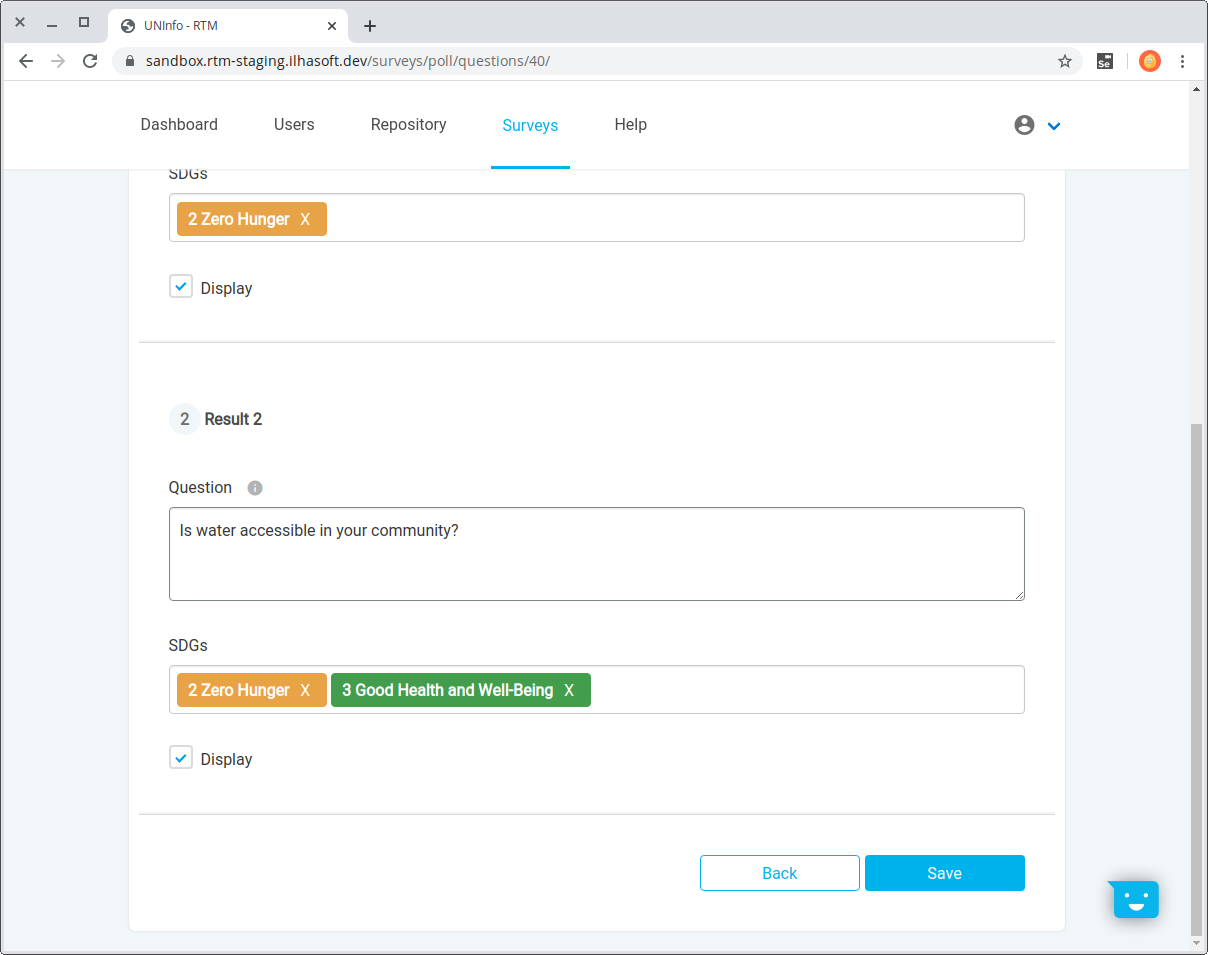 UNInfo - RTM
sandbox.rtm-staging.ilhasoft.dev/surveys/poll/questions/40/
Se
Dashboard Users Repository Surveys Help
SDGs
2 Zero Hunger X
Display
2 Result 2
Question i
Is water accessible in your community?
SDGs
2 Zero Hunger X 3 Good Health and Well-Being X
Display
Back Save